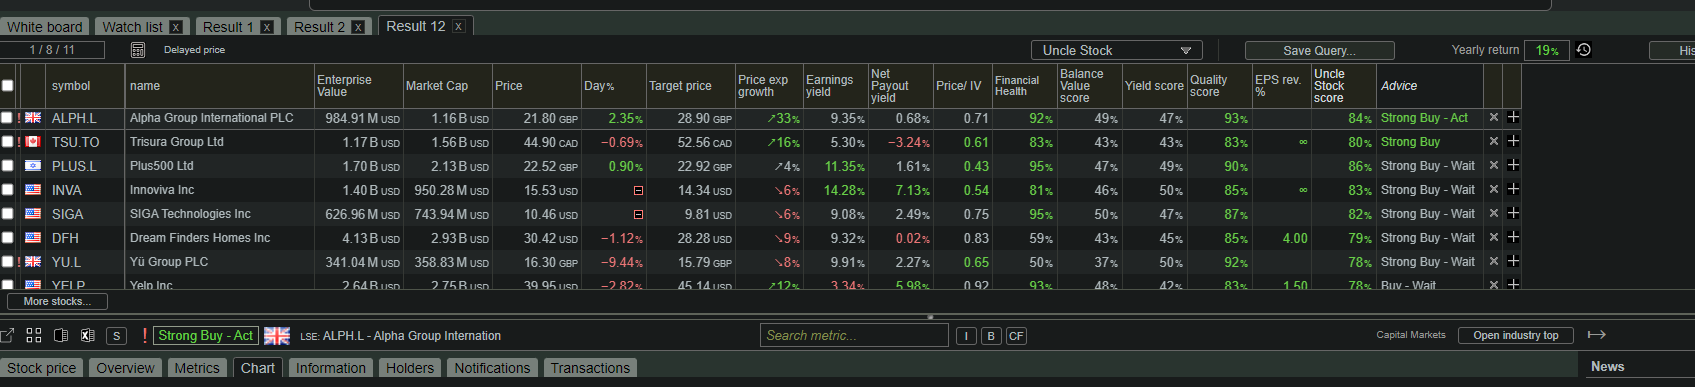 White board Watch list x Result 1 x Result 2 x Result 12 x
1 / 8 / 11 Delayed price Uncle Stock Save Query... Yearly return 19% His
symbol name Enterprise Value Market Cap Price Day% Target price Price exp growth Earnings yield Net Payout yield Price/ IV Financial Health Balance Value score Yield score Quality score EPS rev. % Uncle Stock score Advice
! ALPH.L Alpha Group International PLC 984.91 M USD 1.16 B USD 21.80 GBP 2.35% 28.90 GBP ↗33% 9.35% 0.68% 0.71 92% 49% 47% 93% 84% Strong Buy - Act × +
! TSU.TO Trisura Group Ltd 1.17 B USD 1.56 B USD 44.90 CAD −0.69% 52.56 CAD ↗16% 5.30% −3.24% 0.61 83% 43% 43% 83% ∞ 80% Strong Buy × +
PLUS.L Plus500 Ltd 1.70 B USD 2.13 B USD 22.52 GBP 0.90% 22.92 GBP ↗4% 11.35% 1.61% 0.43 95% 47% 49% 90% 86% Strong Buy - Wait × +
INVA Innoviva Inc 1.40 B USD 950.28 M USD 15.53 USD 14.34 USD ↘6% 14.28% 7.13% 0.54 81% 46% 50% 85% ∞ 83% Strong Buy - Wait × +
SIGA SIGA Technologies Inc 626.96 M USD 743.94 M USD 10.46 USD 9.81 USD ↘6% 9.08% 2.49% 0.75 95% 50% 47% 87% 82% Strong Buy - Wait × +
DFH Dream Finders Homes Inc 4.13 B USD 2.93 B USD 30.42 USD −1.12% 28.28 USD ↘9% 9.32% 0.02% 0.83 59% 43% 45% 85% 4.00 79% Strong Buy - Wait × +
! YU.L Yü Group PLC 341.04 M USD 358.83 M USD 16.30 GBP −9.44% 15.79 GBP ↘8% 9.91% 2.27% 0.65 50% 37% 50% 92% 78% Strong Buy - Wait × +
YELP Yelp Inc 2.64 B USD 2.75 B USD 39.95 USD −2.82% 45.14 USD ↗12% 3.34% 5.98% 0.92 93% 48% 42% 83% 1.50 78% Buy - Wait × +
More stocks...
S ! Strong Buy - Act LSE: ALPH.L - Alpha Group Internation Search metric... I B CF Capital Markets Open industry top
Stock price Overview Metrics Chart Information Holders Notifications Transactions News